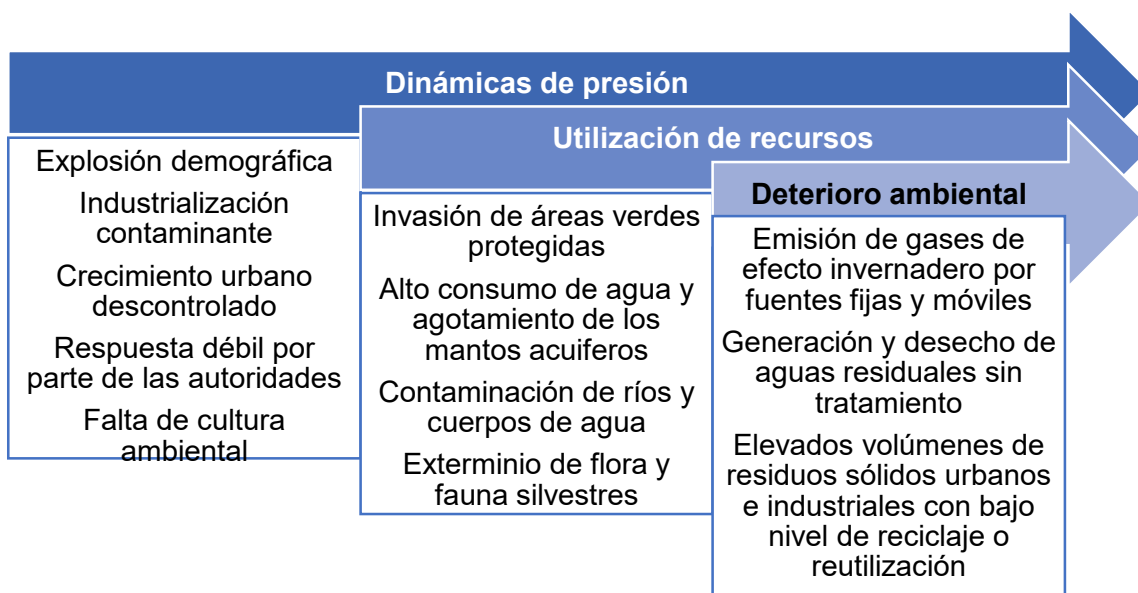 Dinámicas de presión
Explosión demográfica
Industrialización
contaminante
Crecimiento urbano
descontrolado
Respuesta débil por
parte de las autoridades
Falta de cultura
ambiental
Utilización de recursos
Invasión de áreas verdes
protegidas
Alto consumo de agua y
agotamiento de los
mantos acuiferos
Contaminación de ríos y
cuerpos de agua
Exterminio de flora y
fauna silvestres
Deterioro ambiental
Emisión de gases de
efecto invernadero por
fuentes fijas y móviles
Generación y desecho de
aguas residuales sin
tratamiento
Elevados volúmenes de
residuos sólidos urbanos
e industriales con bajo
nivel de reciclaje o
reutilización